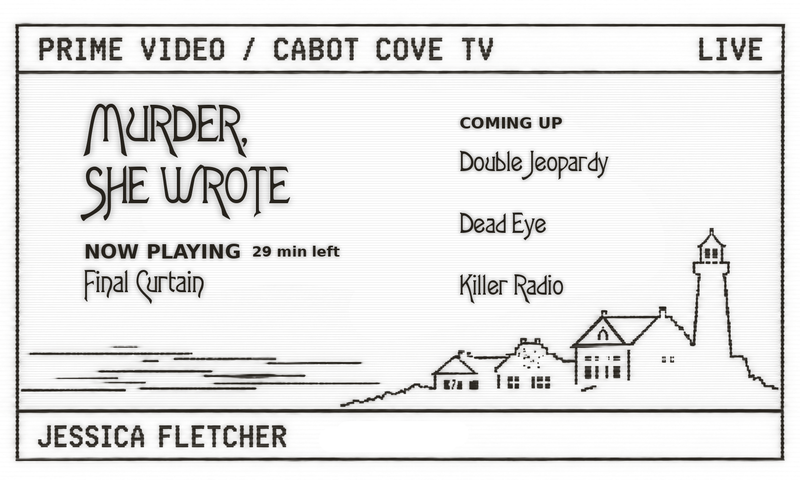 PRIME VIDEO / CABOT COVE TV
LIVE
MURDER,
SHE WROTE
NOW PLAYING 29 min left
Final Curtain
COMING UP
Double Jeopardy
Dead Eye
Killer Radio
JESSICA FLETCHER